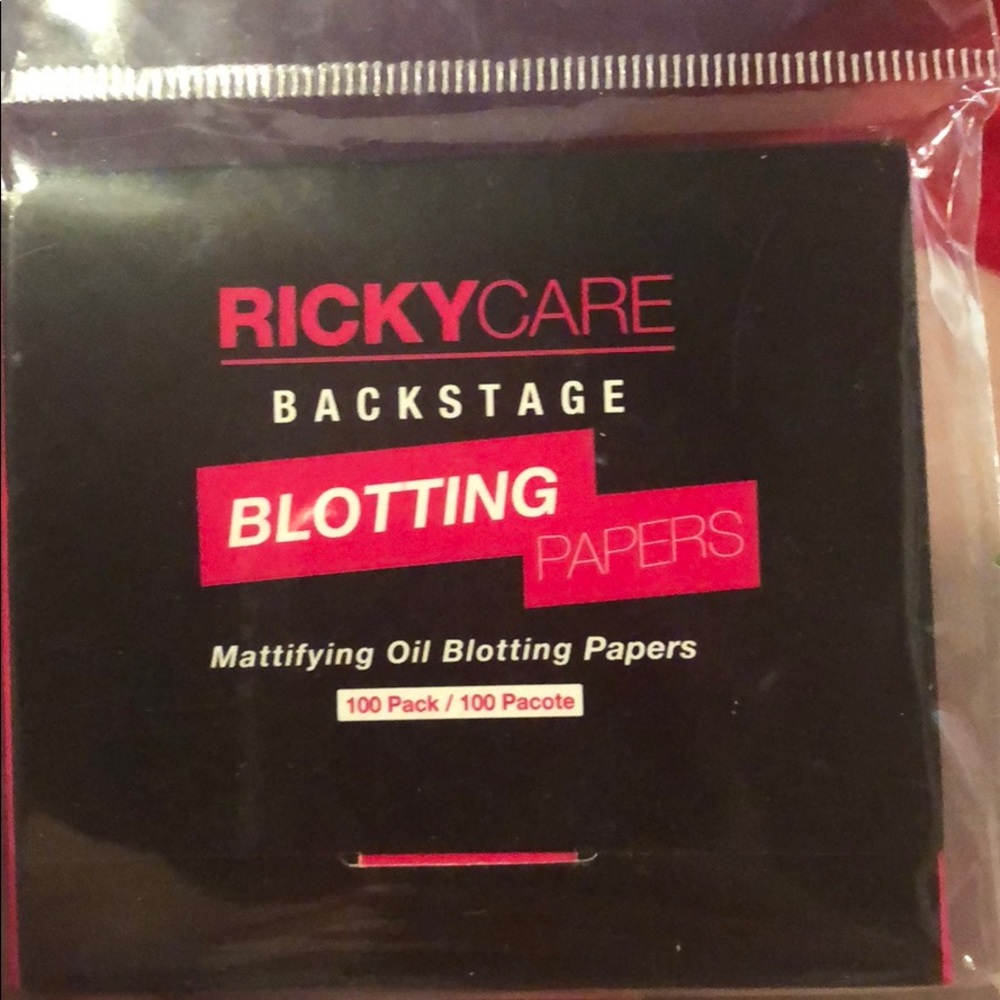 RICKYCARE
BACKSTAGE
BLOTTING
PAPERS
Mattifying Oil Blotting Papers
100 Pack / 100 Pacote